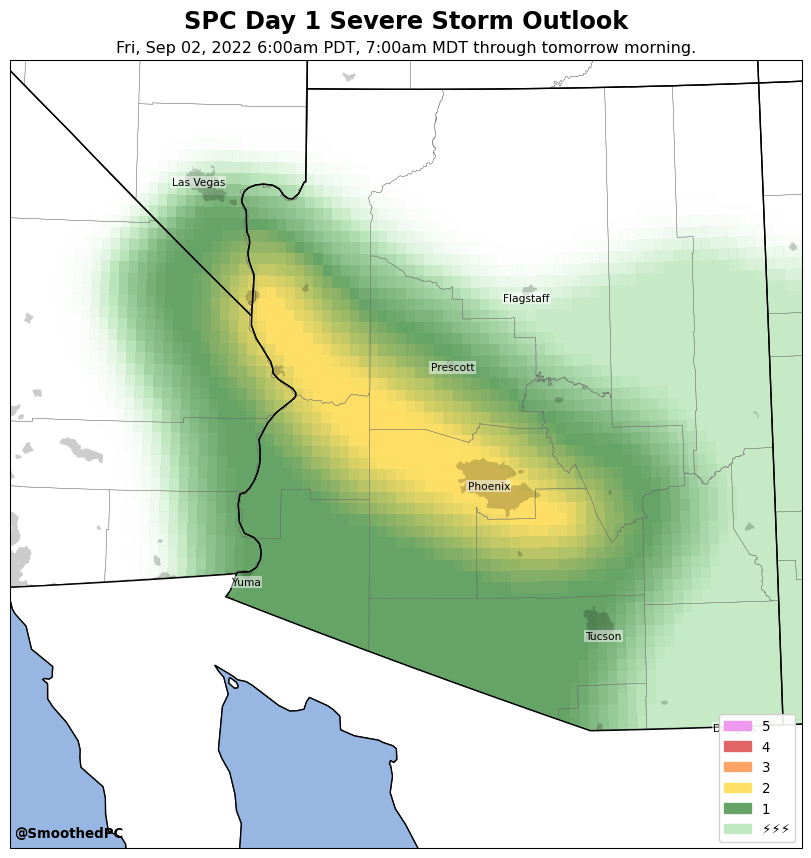 SPC Day 1 Severe Storm Outlook
Fri, Sep 02, 2022 6:00am PDT, 7:00am MDT through tomorrow morning.
Las Vegas
Flagstaff
Prescott
Phoenix
Yuma
Tucson
5
4
3
2
1
⚡⚡⚡
@SmoothedPC